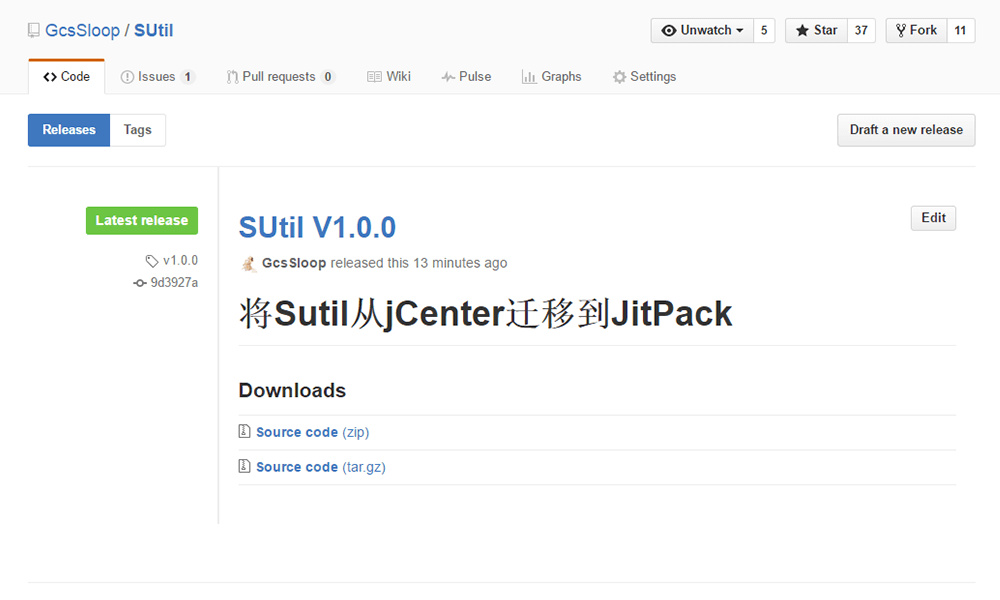 GcsSloop / SUtil
Unwatch 5 Star 37 Fork 11
Code Issues 1 Pull requests 0 Wiki Pulse Graphs Settings
Releases Tags Draft a new release
Latest release
v1.0.0
9d3927a
SUtil V1.0.0 Edit
GcsSloop released this 13 minutes ago
将Sutil从jCenter迁移到JitPack
Downloads
Source code (zip)
Source code (tar.gz)